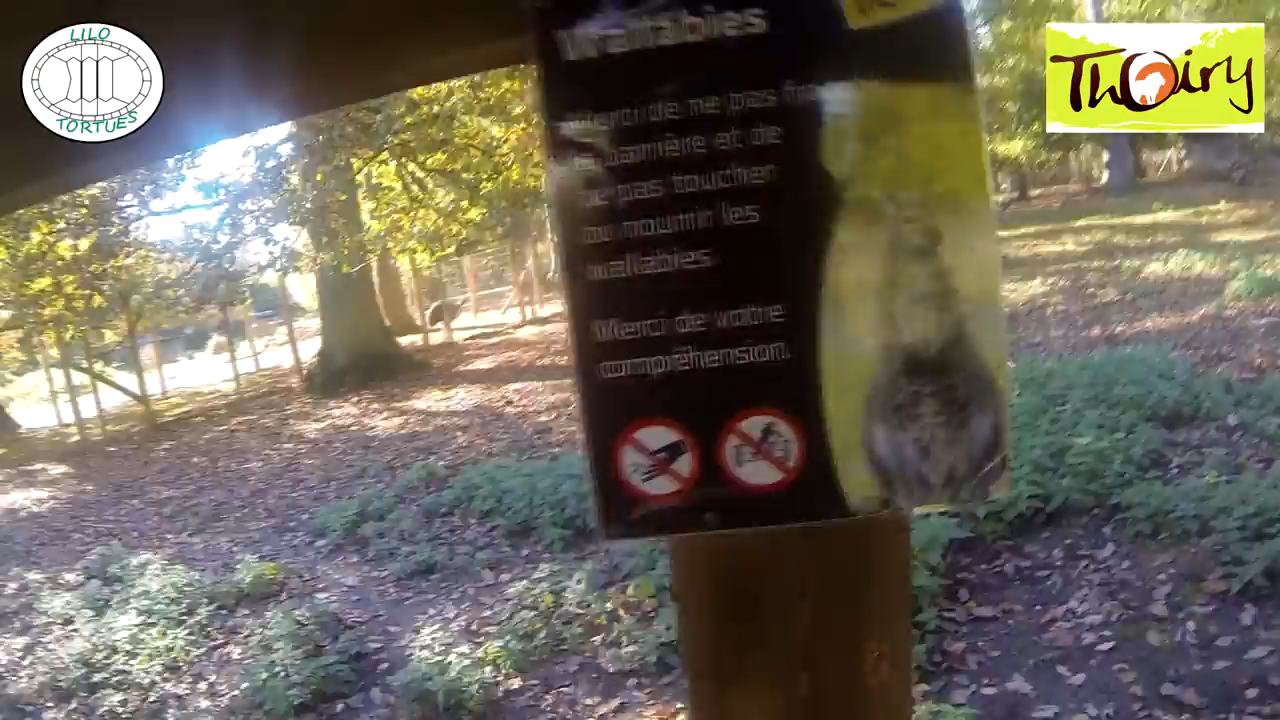 LILO
TORTUES
Thoiry
Wallabies
Merci de ne pas
la barrière et de
ne pas toucher
ou nourrir les
wallabies.
Merci de votre
compréhension.